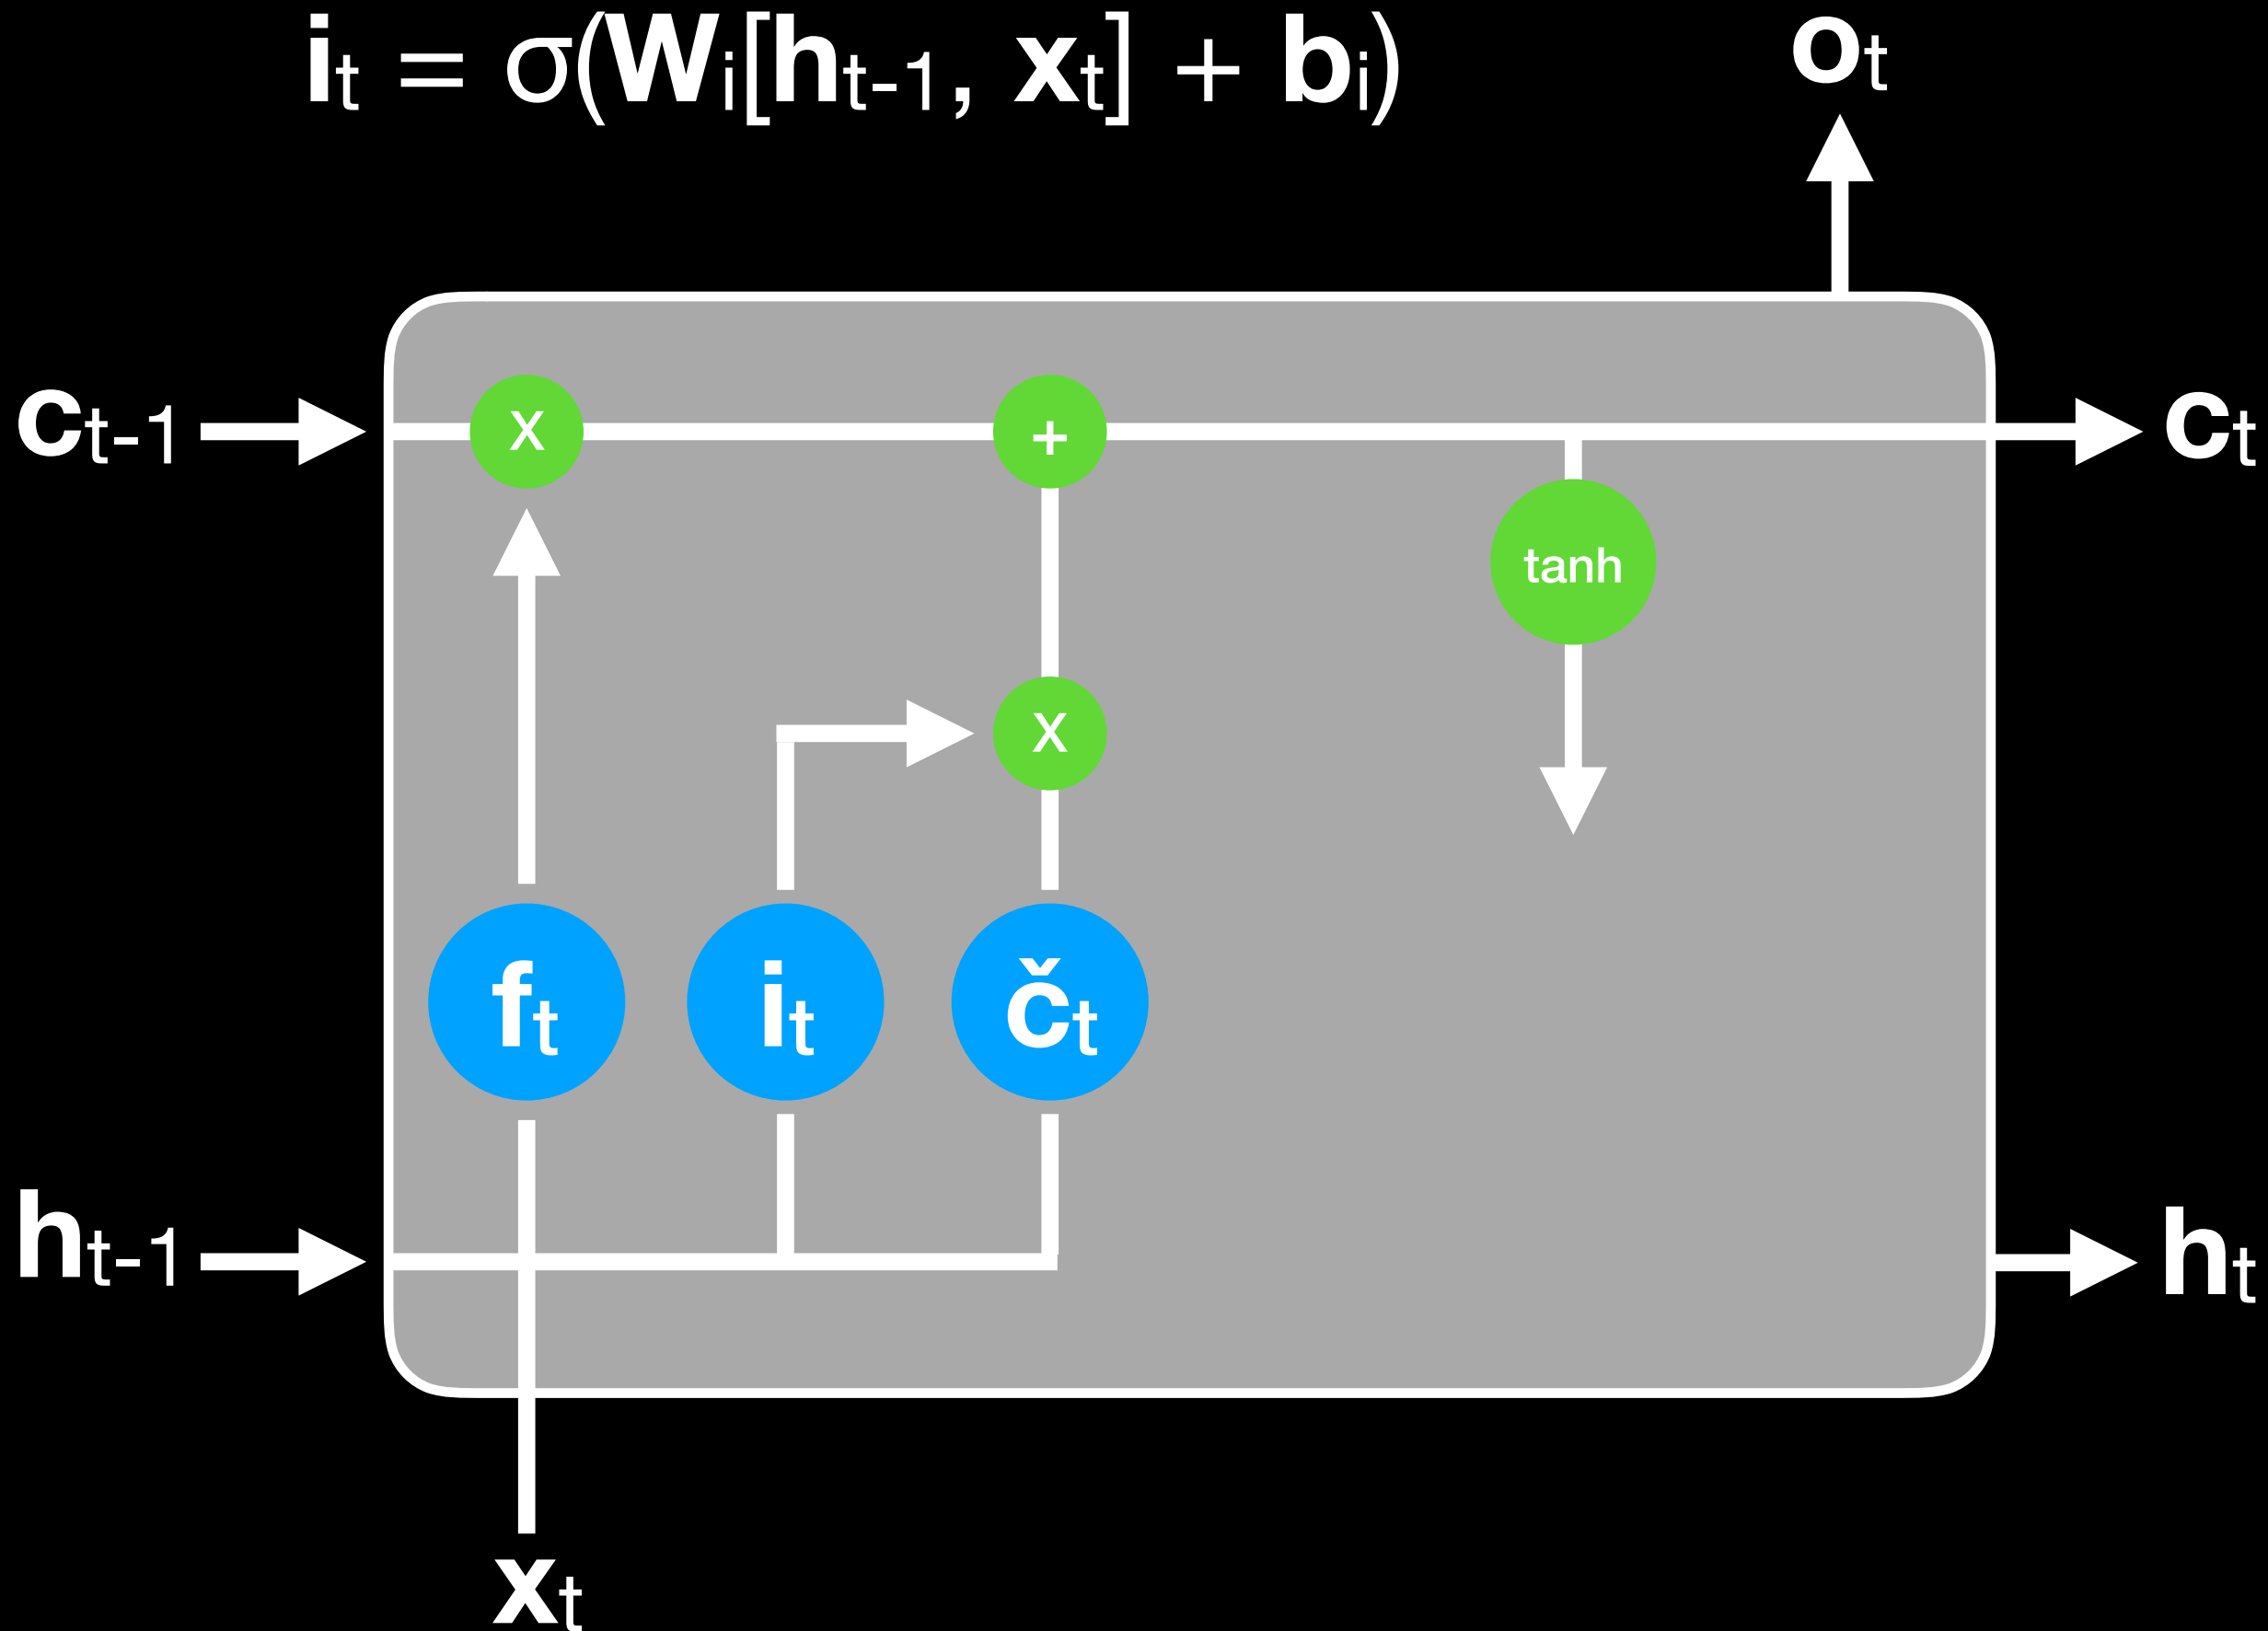 it = σ(Wi[ht-1, xt] + bi)
ot
ct-1
x
+
ct
tanh
x
ft
it
čt
ht-1
ht
xt